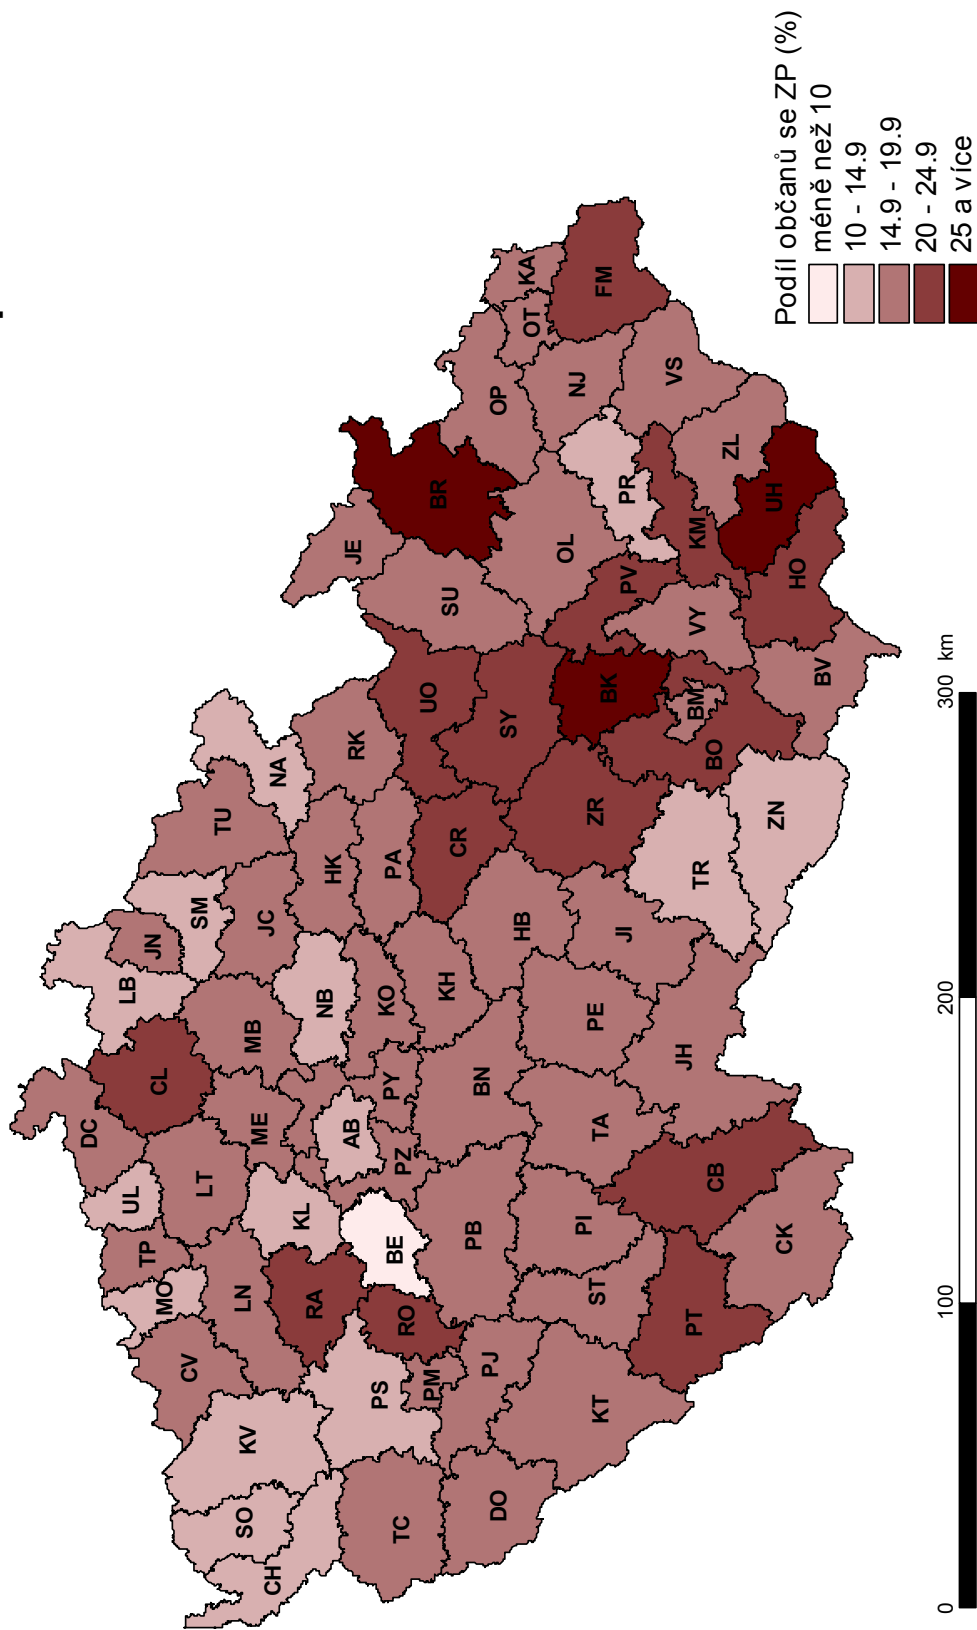 Podíl občanů se ZP (%)
méně než 10
10 - 14.9
14.9 - 19.9
20 - 24.9
25 a více
DC
LB
JN
SM
TU
NA
CL
UL
TP
MO
LT
ME
MB
JC
HK
RK
JE
BR
CV
LN
KL
NB
AB
KO
PA
UO
SU
OP
KA
OT
FM
KV
SO
CH
RA
BE
PZ
PY
KH
CR
SY
OL
NJ
PS
RO
PM
PJ
PB
BN
HB
ZR
BK
PV
PR
VS
TC
DO
KT
ST
PI
TA
PE
JI
TR
BO
BM
VY
KM
ZL
UH
HO
BV
ZN
JH
CB
CK
PT
0
100
200
300 km